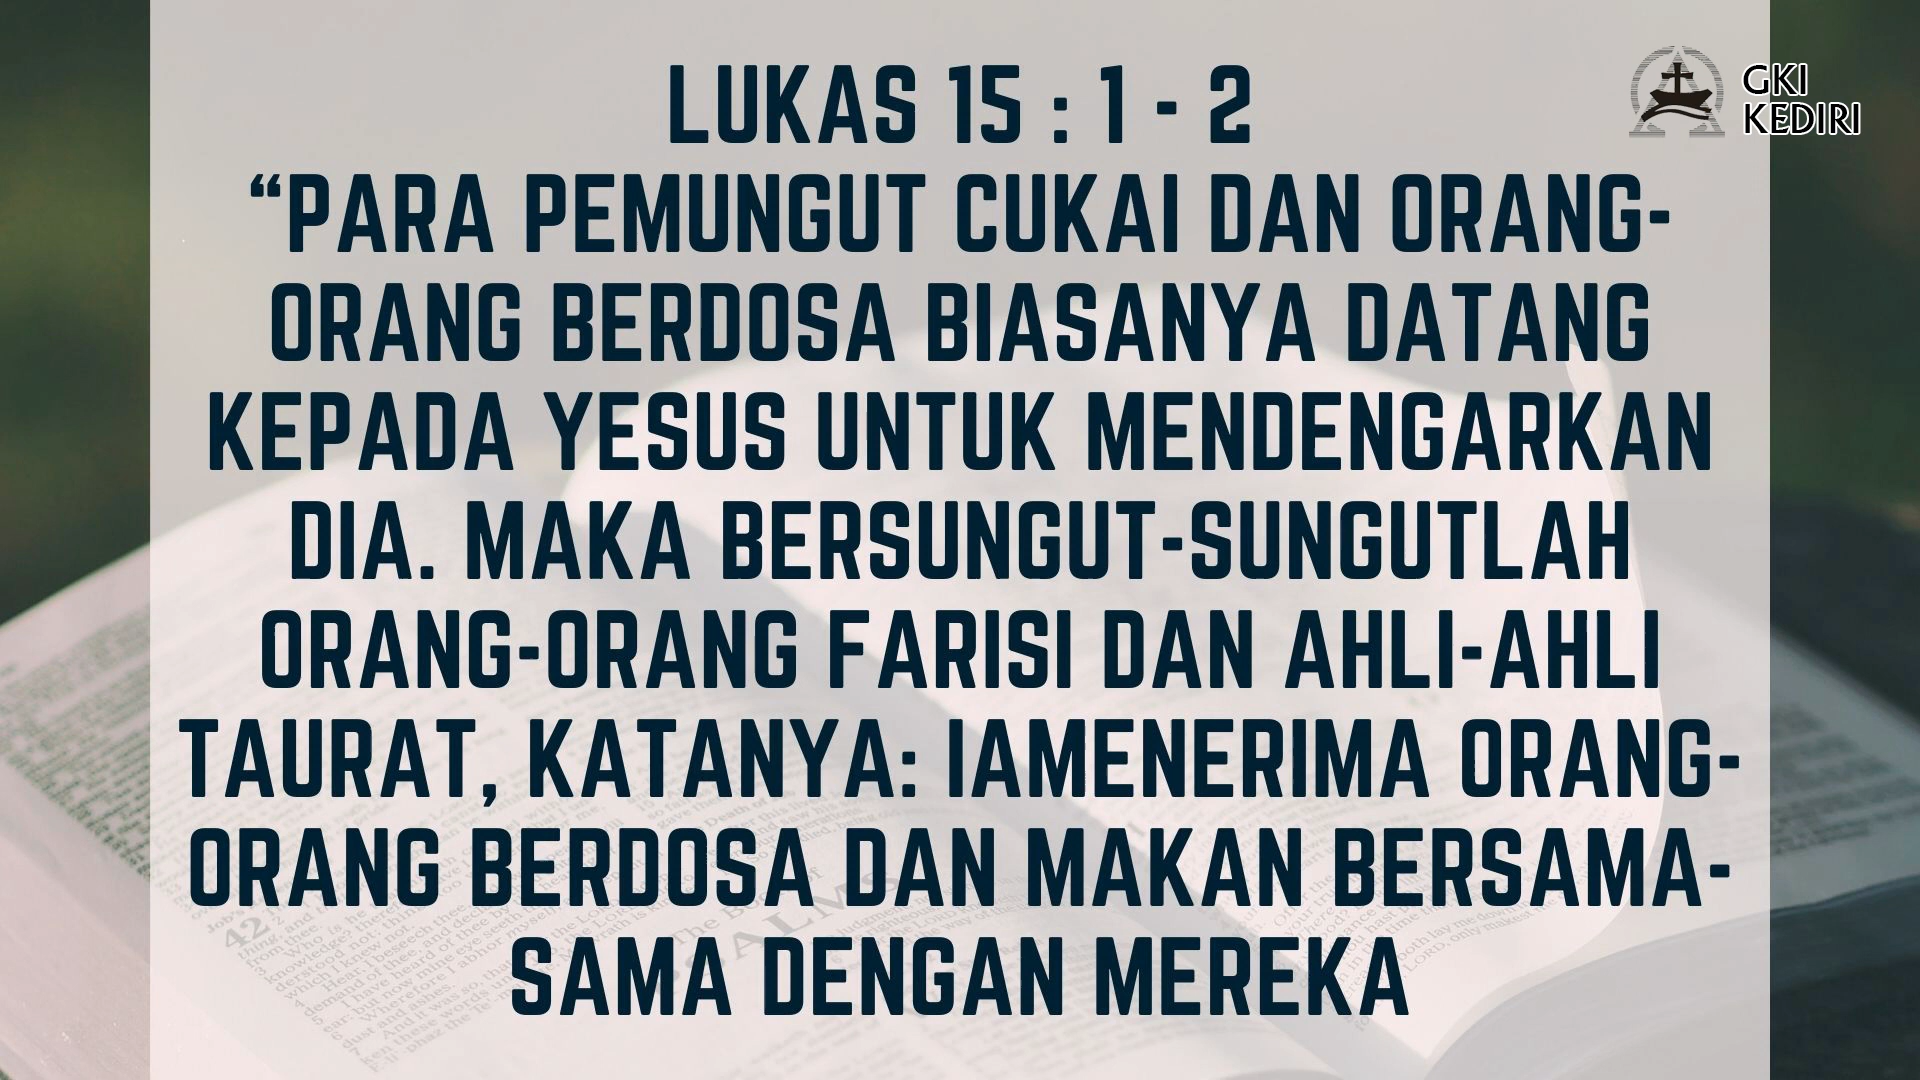 LUKAS 15 : 1 - 2
“PARA PEMUNGUT CUKAI DAN ORANG-
ORANG BERDOSA BIASANYA DATANG
KEPADA YESUS UNTUK MENDENGARKAN
DIA. MAKA BERSUNGUT-SUNGUTLAH
ORANG-ORANG FARISI DAN AHLI-AHLI
TAURAT, KATANYA: IAMENERIMA ORANG-
ORANG BERDOSA DAN MAKAN BERSAMA-
SAMA DENGAN MEREKA
GKI
KEDIRI